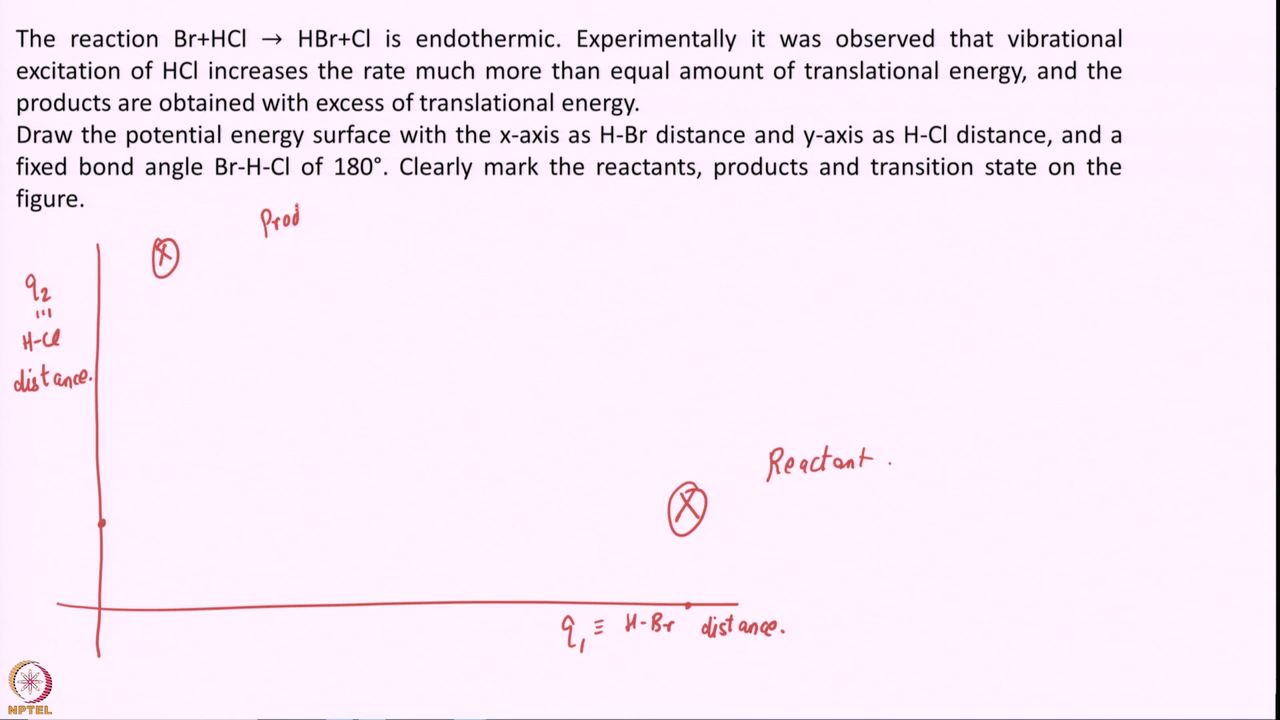 The reaction Br+HCl → HBr+Cl is endothermic. Experimentally it was observed that vibrational
excitation of HCl increases the rate much more than equal amount of translational energy, and the
products are obtained with excess of translational energy.
Draw the potential energy surface with the x-axis as H-Br distance and y-axis as H-Cl distance, and a
fixed bond angle Br-H-Cl of 180°. Clearly mark the reactants, products and transition state on the
figure.
Prod
X
q2
≡
H-Cl
distance.
Reactant.
X
q1 ≡ H-Br distance.
NPTEL